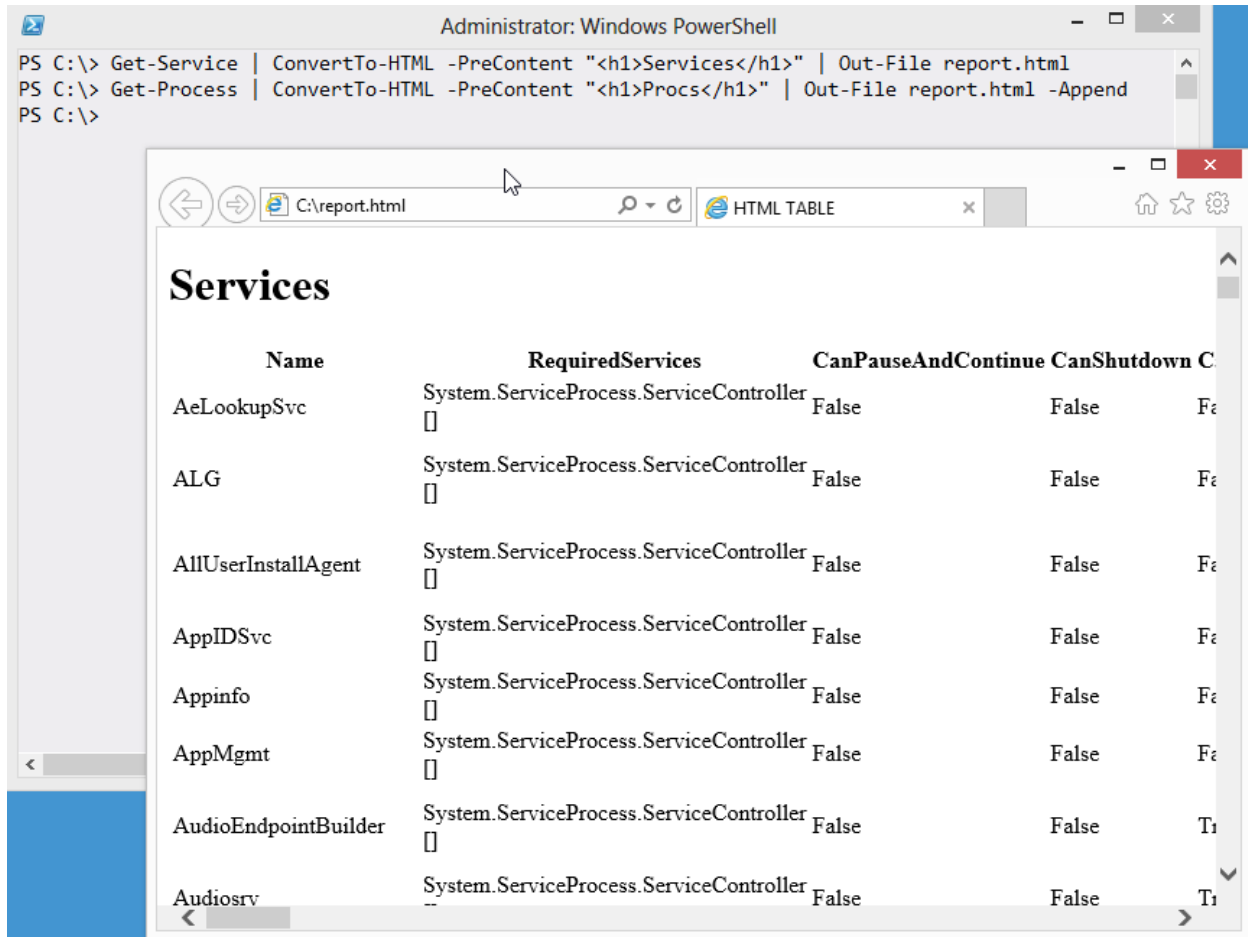 Administrator: Windows PowerShell
PS C:\> Get-Service | ConvertTo-HTML -PreContent "<h1>Services</h1>" | Out-File report.html
PS C:\> Get-Process | ConvertTo-HTML -PreContent "<h1>Procs</h1>" | Out-File report.html -Append
PS C:\>
C:\report.html
HTML TABLE
Services
Name RequiredServices CanPauseAndContinue CanShutdown
System.ServiceProcess.ServiceController
AeLookupSvc False False
[]
System.ServiceProcess.ServiceController
ALG False False
[]
System.ServiceProcess.ServiceController
AllUserInstallAgent False False
[]
System.ServiceProcess.ServiceController
AppIDSvc False False
[]
System.ServiceProcess.ServiceController
Appinfo False False
[]
System.ServiceProcess.ServiceController
AppMgmt False False
[]
System.ServiceProcess.ServiceController
AudioEndpointBuilder False False
[]
System.ServiceProcess.ServiceController
Audiosrv False False